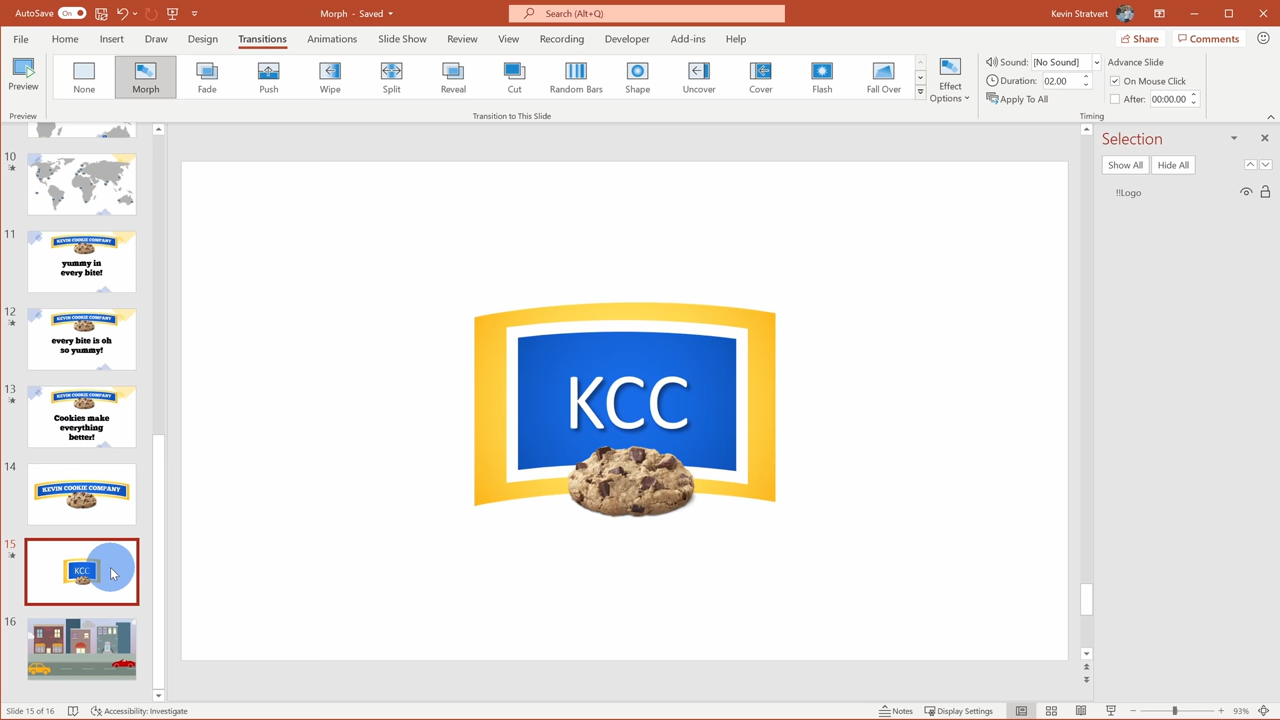 AutoSave On
Morph - Saved
Search (Alt+Q)
Kevin Stratvert
File Home Insert Draw Design Transitions Animations Slide Show Review View Recording Developer Add-ins Help
Share Comments
Preview
None Morph Fade Push Wipe Split Reveal Cut Random Bars Shape Uncover Cover Flash Fall Over
Effect Options
Sound: [No Sound]
Duration: 02.00
Apply To All
Advance Slide
On Mouse Click
After: 00:00.00
Preview
Transition to This Slide
Timing
10
11
KEVIN COOKIE COMPANY
yummy in
every bite!
12
KEVIN COOKIE COMPANY
every bite is oh
so yummy!
13
KEVIN COOKIE COMPANY
Cookies make
everything
better!
14
KEVIN COOKIE COMPANY
15
KCC
16
KCC
Selection
Show All Hide All
!!Logo
Slide 15 of 16
Accessibility: Investigate
Notes
Display Settings
93%